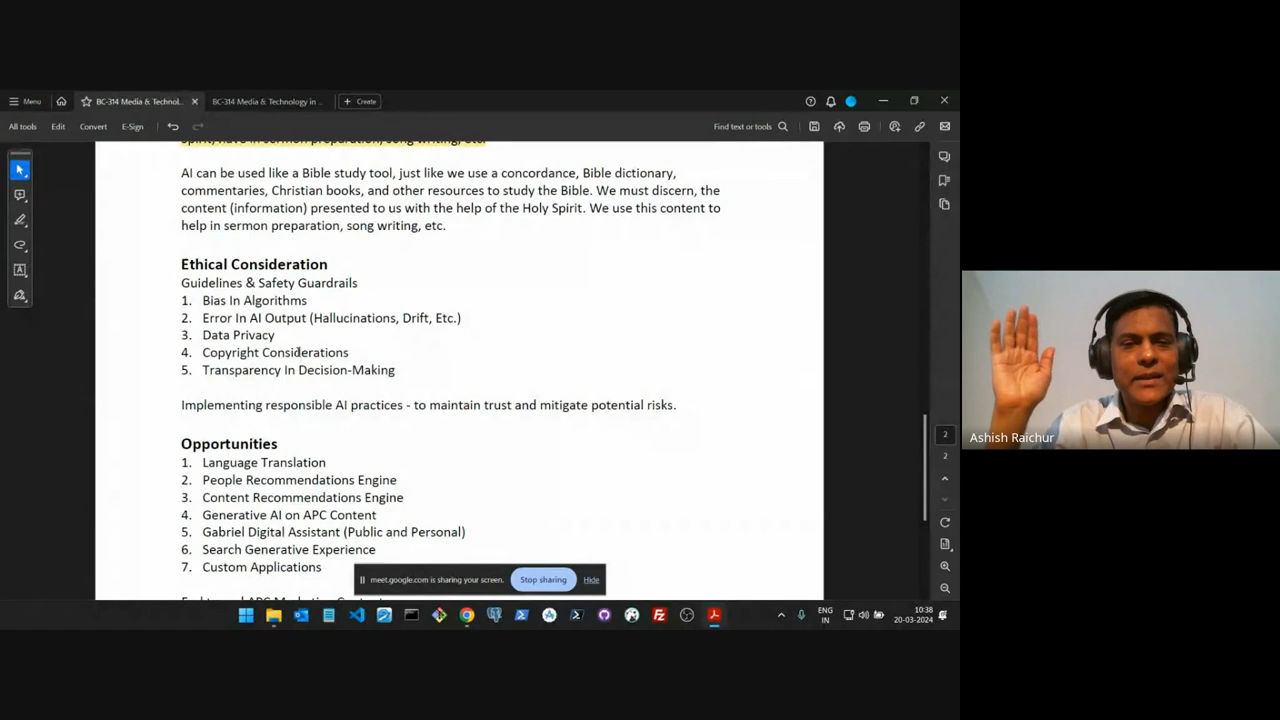 Menu
BC-314 Media & Technol...
BC-314 Media & Technology in ...
+ Create
All tools
Edit
Convert
E-Sign
Find text or tools
AI can be used like a Bible study tool, just like we use a concordance, Bible dictionary,
commentaries, Christian books, and other resources to study the Bible. We must discern, the
content (information) presented to us with the help of the Holy Spirit. We use this content to
help in sermon preparation, song writing, etc.
Ethical Consideration
Guidelines & Safety Guardrails
1. Bias In Algorithms
2. Error In AI Output (Hallucinations, Drift, Etc.)
3. Data Privacy
4. Copyright Considerations
5. Transparency In Decision-Making
Implementing responsible AI practices - to maintain trust and mitigate potential risks.
Opportunities
1. Language Translation
2. People Recommendations Engine
3. Content Recommendations Engine
4. Generative AI on APC Content
5. Gabriel Digital Assistant (Public and Personal)
6. Search Generative Experience
7. Custom Applications
meet.google.com is sharing your screen.
Stop sharing
Hide
2
2
ENG
IN
10:38
20-03-2024
Ashish Raichur